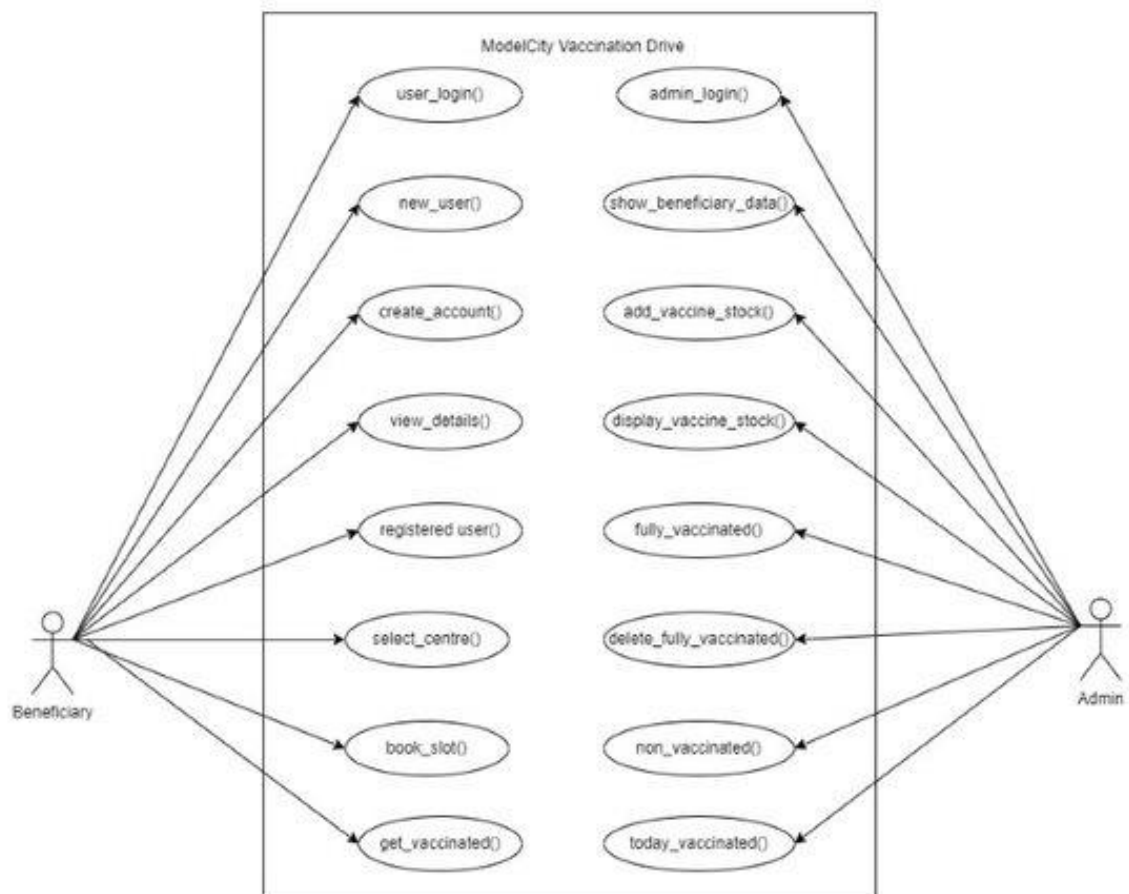 ModelCity Vaccination Drive
user_login()
admin_login()
new_user()
show_beneficiary_data()
create_account()
add_vaccine_stock()
view_details()
display_vaccine_stock()
registered user()
fully_vaccinated()
select_centre()
delete_fully_vaccinated()
Beneficiary
Admin
book_slot()
non_vaccinated()
get_vaccinated()
today_vaccinated()